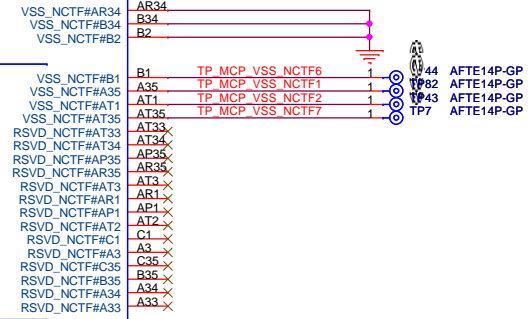 VSS_NCTF#AR34 AR34
VSS_NCTF#B34 B34
VSS_NCTF#B2 B2
VSS_NCTF#B1 B1 TP_MCP_VSS_NCTF6 1 44 AFTE14P-GP
VSS_NCTF#A35 A35 TP_MCP_VSS_NCTF1 1 TP82 AFTE14P-GP
VSS_NCTF#AT1 AT1 TP_MCP_VSS_NCTF2 1 TP43 AFTE14P-GP
VSS_NCTF#AT35 AT35 TP_MCP_VSS_NCTF7 1 TP7 AFTE14P-GP
RSVD_NCTF#AT33 AT33
RSVD_NCTF#AT34 AT34
RSVD_NCTF#AP35 AP35
RSVD_NCTF#AR35 AR35
RSVD_NCTF#AT3 AT3
RSVD_NCTF#AR1 AR1
RSVD_NCTF#AP1 AP1
RSVD_NCTF#AT2 AT2
RSVD_NCTF#C1 C1
RSVD_NCTF#A3 A3
RSVD_NCTF#C35 C35
RSVD_NCTF#B35 B35
RSVD_NCTF#A34 A34
RSVD_NCTF#A33 A33